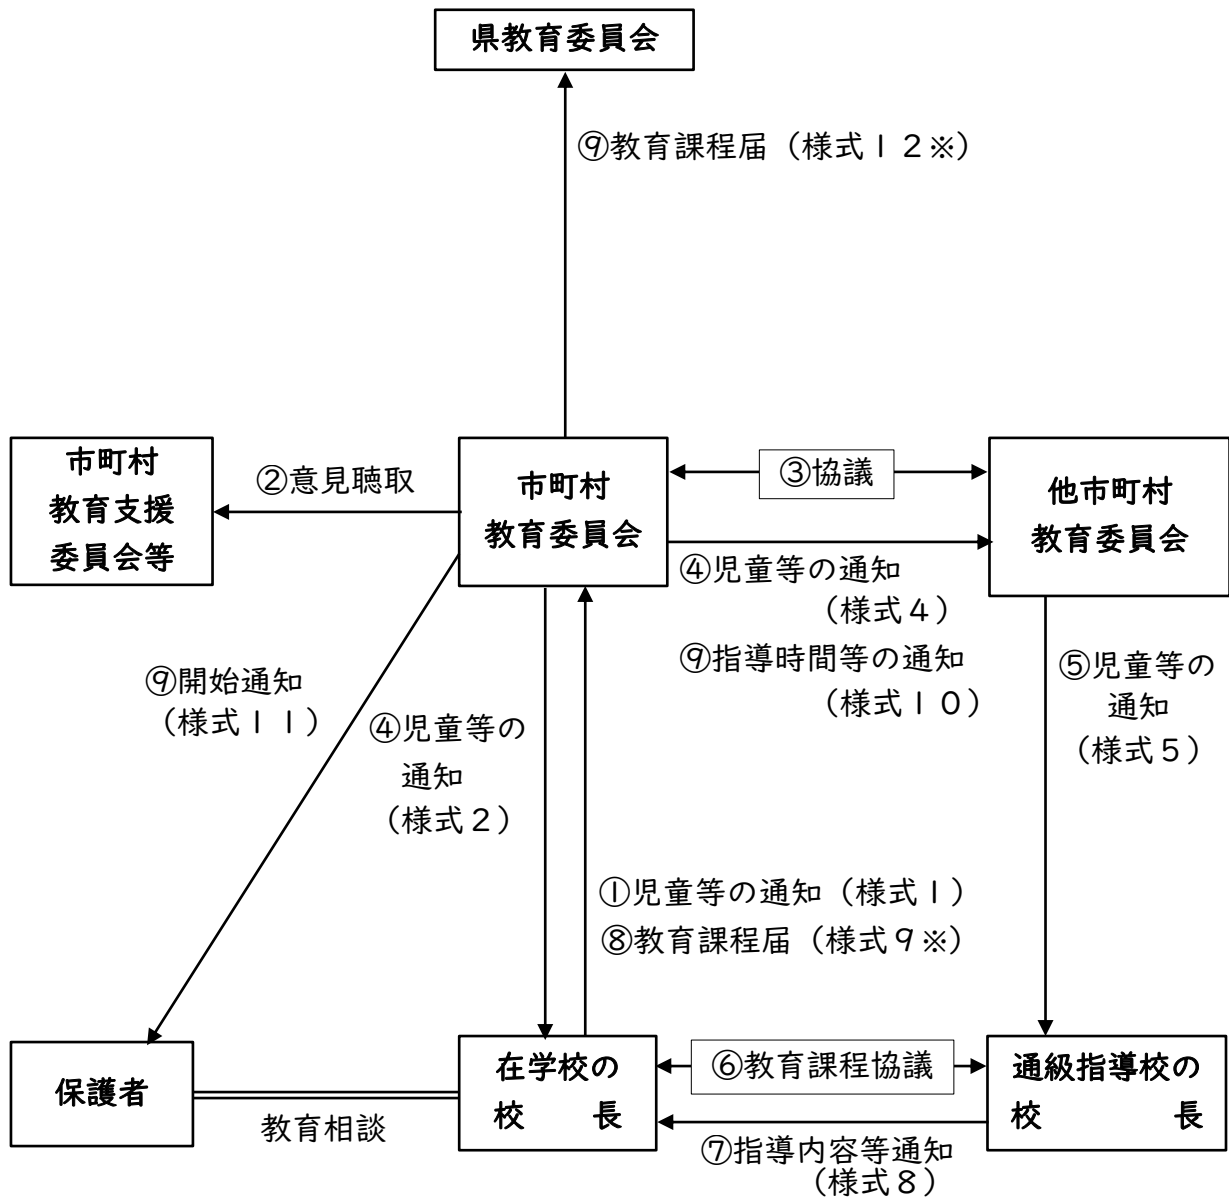 県教育委員会
⑨教育課程届（様式１２※）
市町村
教育支援
委員会等
②意見聴取
市町村
教育委員会
③協議
他市町村
教育委員会
④児童等の通知
（様式４）
⑨指導時間等の通知
（様式１０）
⑤児童等の
通知
（様式５）
⑨開始通知
（様式１１）
④児童等の
通知
（様式２）
①児童等の通知（様式１）
⑧教育課程届（様式９※）
保護者
教育相談
在学校の
校　　長
⑥教育課程協議
通級指導校の
校　　　　長
⑦指導内容等通知
（様式８）